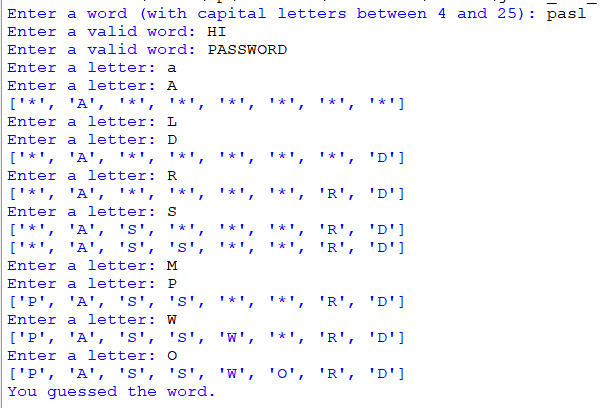 Enter a word (with capital letters between 4 and 25): pasl
Enter a valid word: HI
Enter a valid word: PASSWORD
Enter a letter: a
Enter a letter: A
['*', 'A', '*', '*', '*', '*', '*', '*']
Enter a letter: L
Enter a letter: D
['*', 'A', '*', '*', '*', '*', '*', 'D']
Enter a letter: R
['*', 'A', '*', '*', '*', '*', 'R', 'D']
Enter a letter: S
['*', 'A', 'S', '*', '*', '*', 'R', 'D']
['*', 'A', 'S', 'S', '*', '*', 'R', 'D']
Enter a letter: M
Enter a letter: P
['P', 'A', 'S', 'S', '*', '*', 'R', 'D']
Enter a letter: W
['P', 'A', 'S', 'S', 'W', '*', 'R', 'D']
Enter a letter: O
['P', 'A', 'S', 'S', 'W', 'O', 'R', 'D']
You guessed the word.